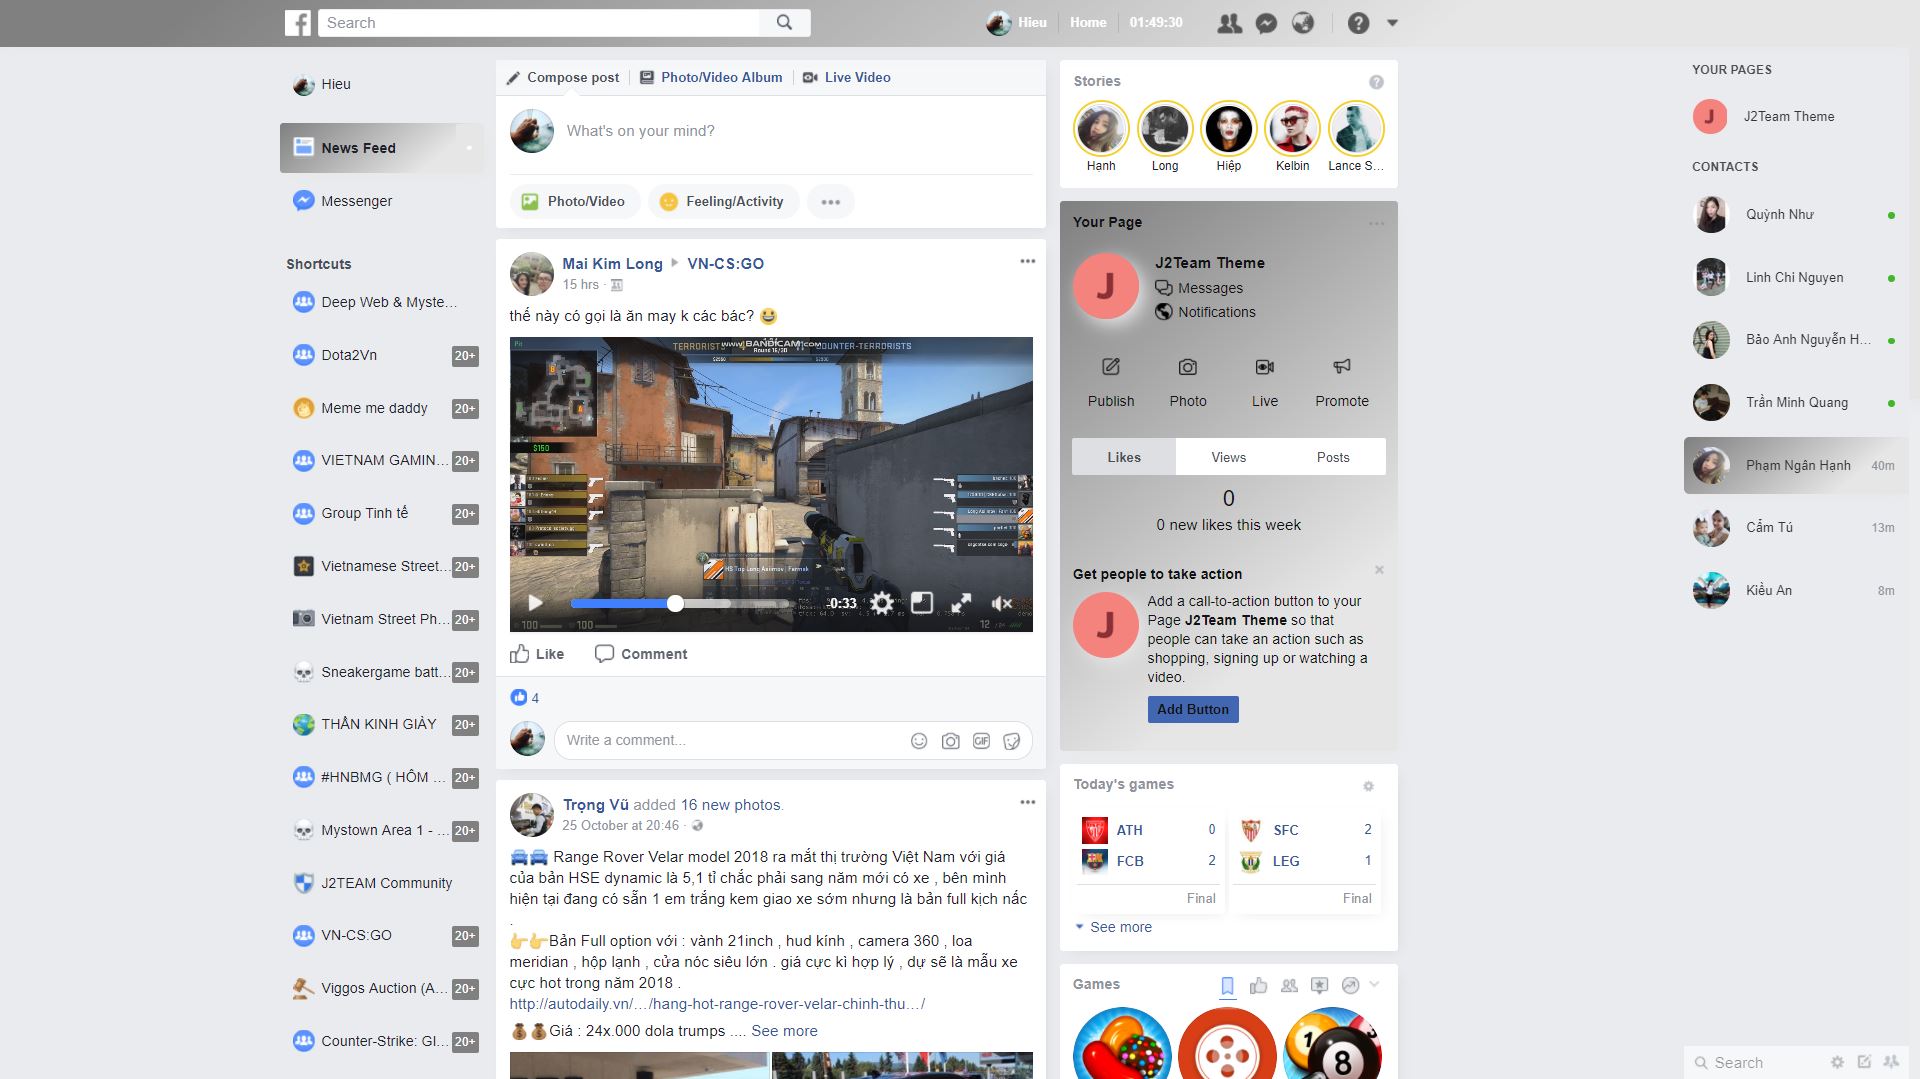 Search
Hieu
Home
01:49:30
Hieu
News Feed
Messenger
Shortcuts
Deep Web & Myste…
Dota2Vn 20+
Meme me daddy 20+
VIETNAM GAMIN… 20+
Group Tinh tế 20+
Vietnamese Street… 20+
Vietnam Street Ph… 20+
Sneakergame batt… 20+
THẦN KINH GIÀY 20+
#HNBMG ( HÔM … 20+
Mystown Area 1 - … 20+
J2TEAM Community
VN-CS:GO 20+
Viggos Auction (A… 20+
Counter-Strike: Gl… 20+
Compose post
Photo/Video Album
Live Video
What's on your mind?
Photo/Video
Feeling/Activity
Mai Kim Long VN-CS:GO
15 hrs ·
thế này có gọi là ăn may k các bác?
Pit
TERRORISTS
www.BANDICAM.com
COUNTER-TERRORISTS
Round 16/30
$150
0:33
100
100
12
Like
Comment
4
Write a comment...
GIF
Trọng Vũ added 16 new photos.
25 October at 20:46 ·
Range Rover Velar model 2018 ra mắt thị trường Việt Nam với giá
của bản HSE dynamic là 5,1 tỉ chắc phải sang năm mới có xe , bên mình
hiện tại đang có sẵn 1 em trắng kem giao xe sớm nhưng là bản full kịch nấc
.
Bản Full option với : vành 21inch , hud kính , camera 360 , loa
meridian , hộp lạnh , cửa nóc siêu lớn . giá cực kì hợp lý , dự sẽ là mẫu xe
cực hot trong năm 2018 .
http://autodaily.vn/…/hang-hot-range-rover-velar-chinh-thu…/
Giá : 24x.000 dola trumps .... See more
Stories
Hạnh
Long
Hiệp
Kelbin
Lance S…
Your Page
J
J2Team Theme
Messages
Notifications
Publish
Photo
Live
Promote
Likes
Views
Posts
0
0 new likes this week
Get people to take action
J
Add a call-to-action button to your
Page J2Team Theme so that
people can take an action such as
shopping, signing up or watching a
video.
Add Button
Today's games
ATH 0
FCB 2
Final
SFC 2
LEG 1
Final
See more
Games
1
8
YOUR PAGES
J
J2Team Theme
CONTACTS
Quỳnh Như
Linh Chi Nguyen
Bảo Anh Nguyễn H…
Trần Minh Quang
Phạm Ngân Hạnh 40m
Cẩm Tú 13m
Kiều An 8m
Search